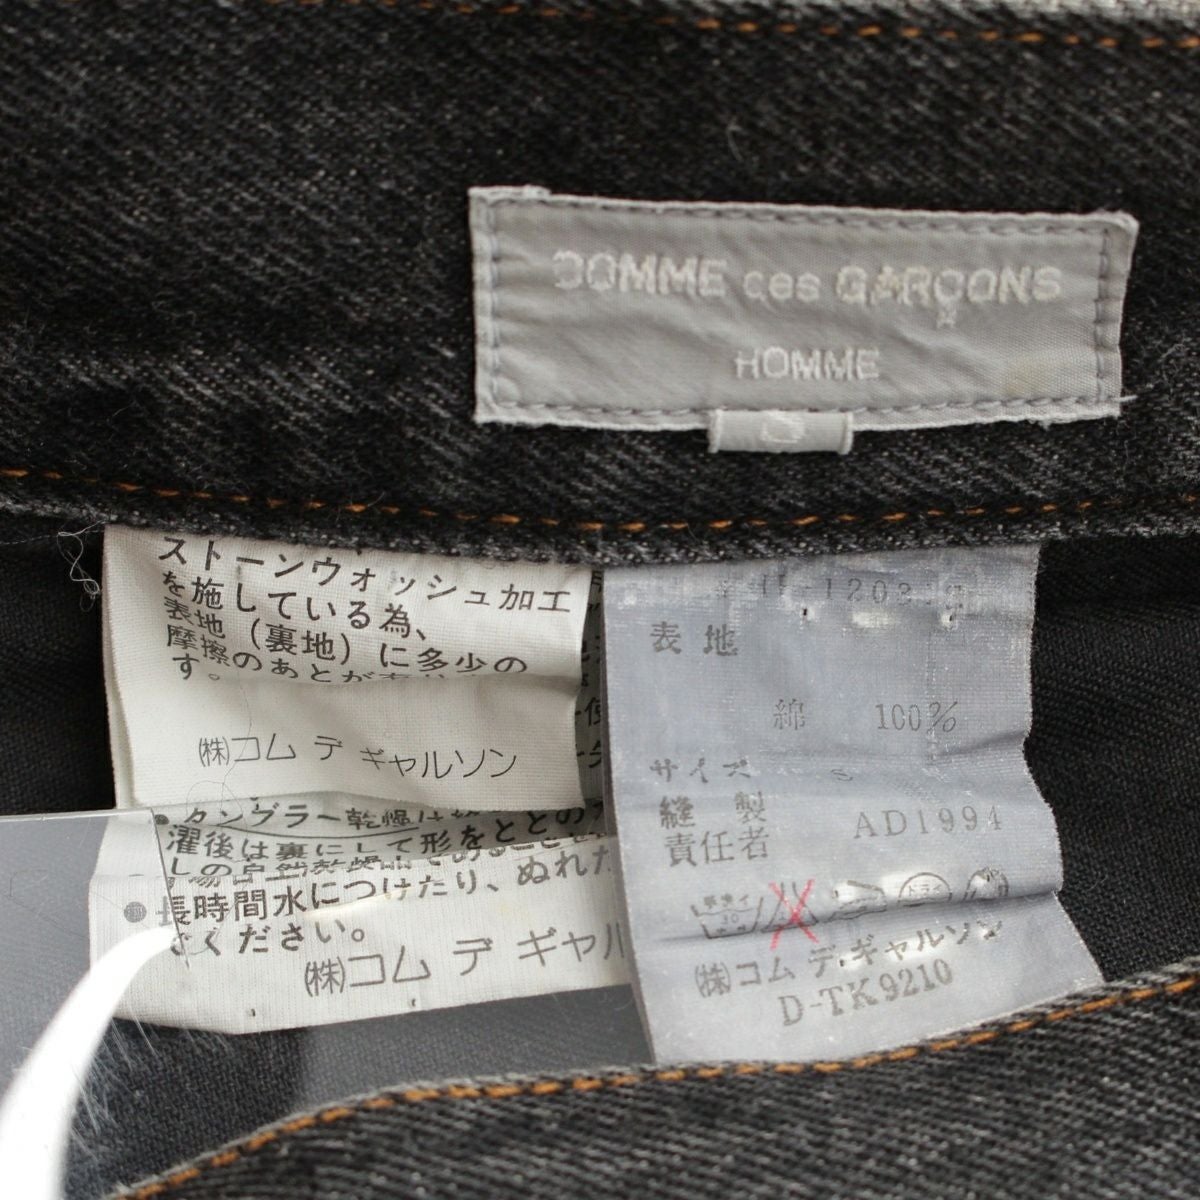 COMME des GARÇONS
HOMME
ストーンウォッシュ加工
を施している為、
表地(裏地)に多少の
摩擦のあとが
す。
(株)コム デ ギャルソン
●タンブラー乾燥は
濯後は裏にして形をととの
長時間水につけたり、ぬれた
ください。
(株)コム デ ギャル
表地
綿 100%
サイズ S
縫製
責任者 AD1994
(株)コム デ・ギャルソン
D-TK9210